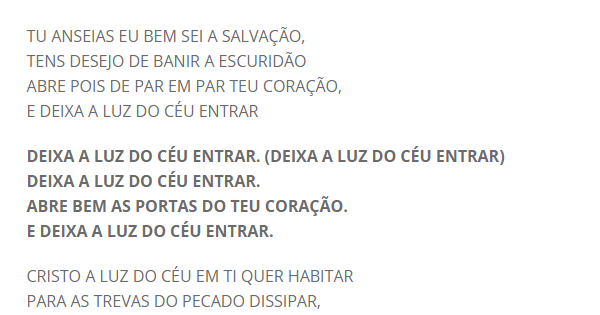 TU ANSEIAS EU BEM SEI A SALVAÇÃO,
TENS DESEJO DE BANIR A ESCURIDÃO
ABRE POIS DE PAR EM PAR TEU CORAÇÃO,
E DEIXA A LUZ DO CÉU ENTRAR
DEIXA A LUZ DO CÉU ENTRAR. (DEIXA A LUZ DO CÉU ENTRAR)
DEIXA A LUZ DO CÉU ENTRAR.
ABRE BEM AS PORTAS DO TEU CORAÇÃO.
E DEIXA A LUZ DO CÉU ENTRAR.
CRISTO A LUZ DO CÉU EM TI QUER HABITAR
PARA AS TREVAS DO PECADO DISSIPAR,